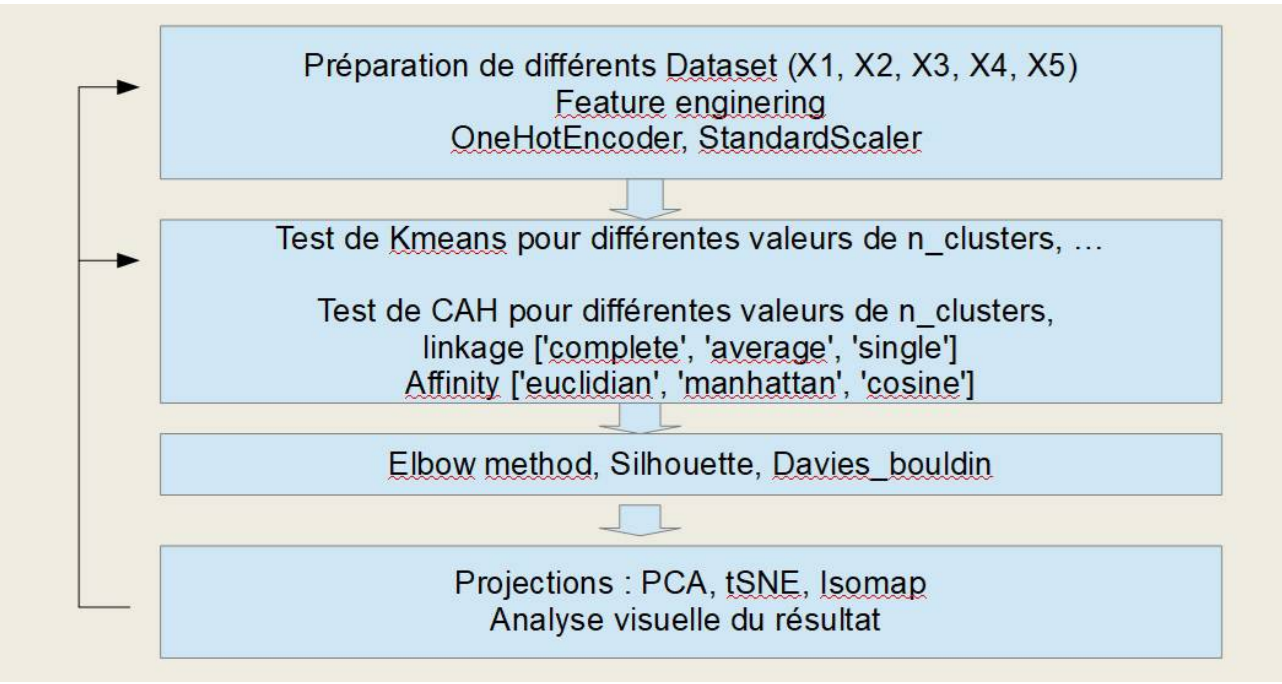 Préparation de différents Dataset (X1, X2, X3, X4, X5)
Feature enginering
OneHotEncoder, StandardScaler
Test de Kmeans pour différentes valeurs de n_clusters, …
Test de CAH pour différentes valeurs de n_clusters,
linkage ['complete', 'average', 'single']
Affinity ['euclidian', 'manhattan', 'cosine']
Elbow method, Silhouette, Davies_bouldin
Projections : PCA, tSNE, Isomap
Analyse visuelle du résultat